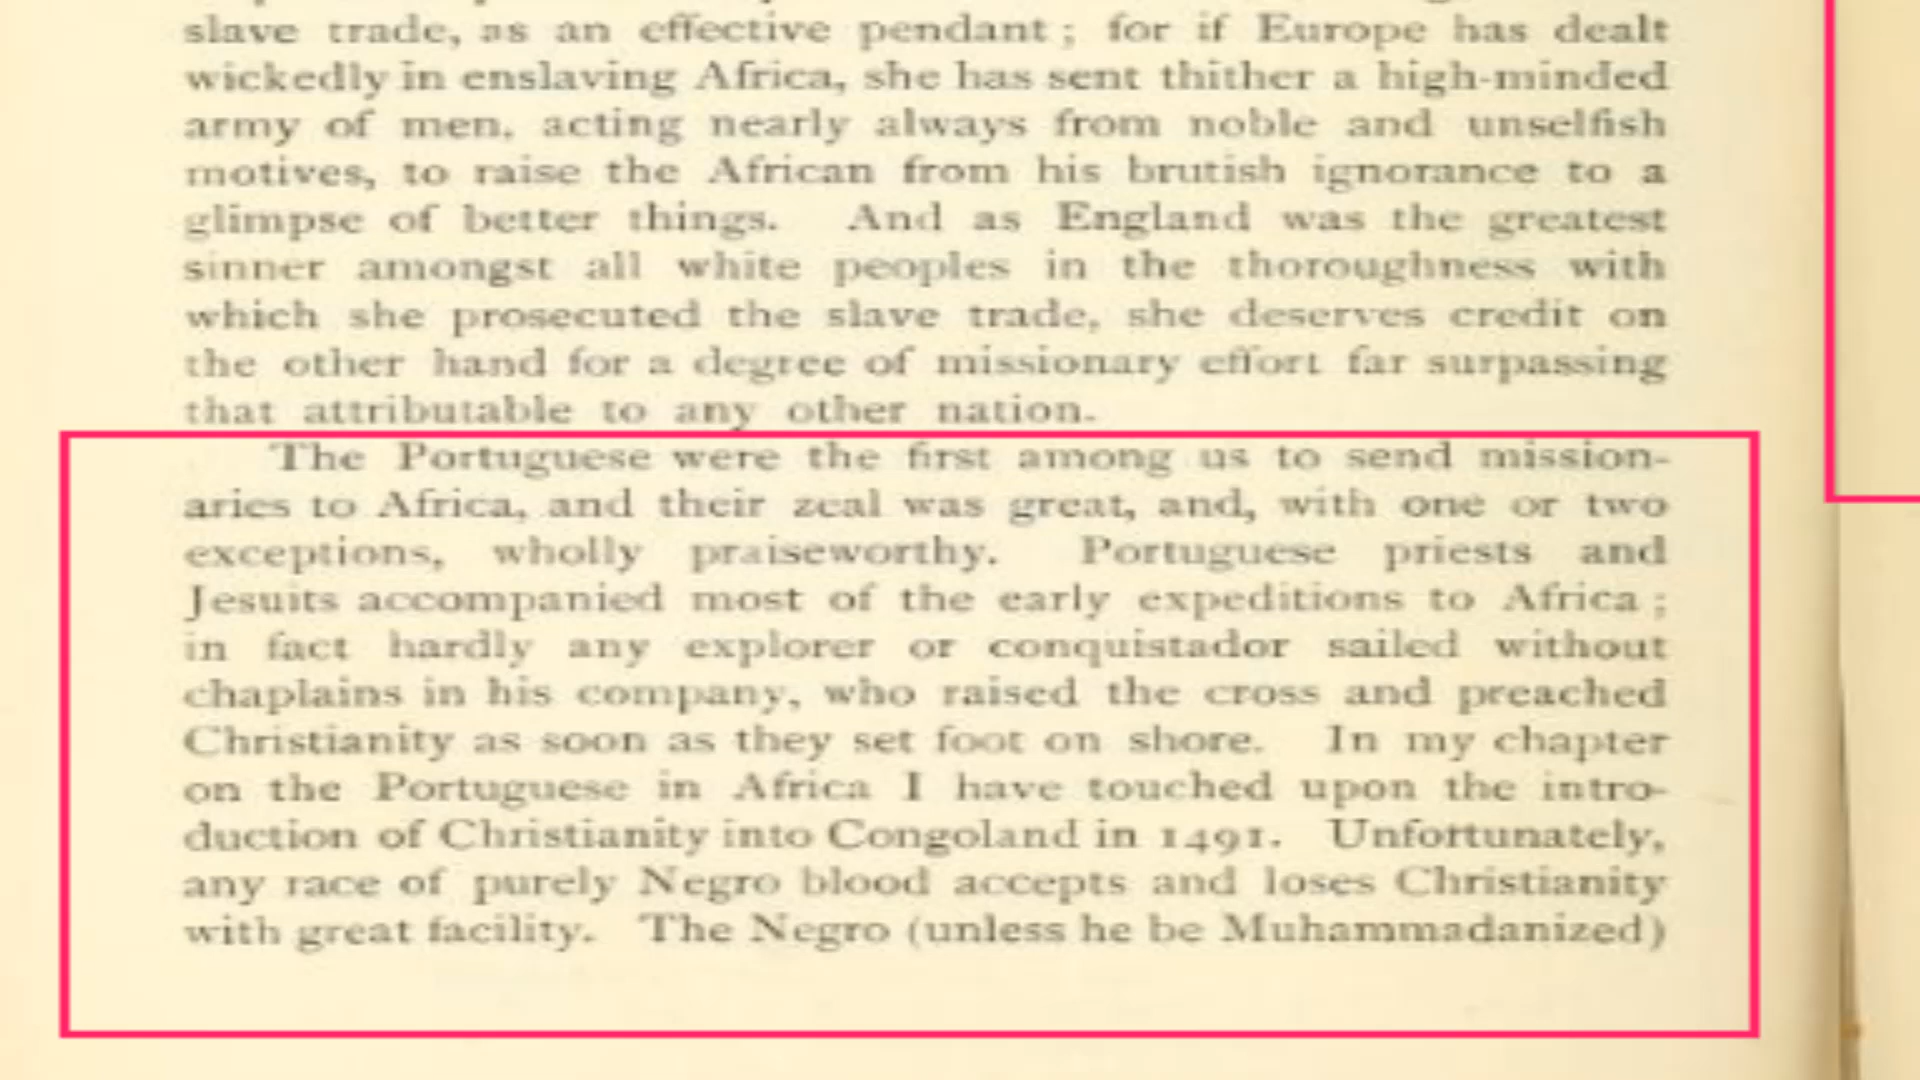 slave trade, as an effective pendant; for if Europe has dealt
wickedly in enslaving Africa, she has sent thither a high-minded
army of men, acting nearly always from noble and unselfish
motives, to raise the African from his brutish ignorance to a
glimpse of better things. And as England was the greatest
sinner amongst all white peoples in the thoroughness with
which she prosecuted the slave trade, she deserves credit on
the other hand for a degree of missionary effort far surpassing
that attributable to any other nation.
The Portuguese were the first among us to send mission-
aries to Africa, and their zeal was great, and, with one or two
exceptions, wholly praiseworthy. Portuguese priests and
Jesuits accompanied most of the early expeditions to Africa;
in fact hardly any explorer or conquistador sailed without
chaplains in his company, who raised the cross and preached
Christianity as soon as they set foot on shore. In my chapter
on the Portuguese in Africa I have touched upon the intro-
duction of Christianity into Congoland in 1491. Unfortunately,
any race of purely Negro blood accepts and loses Christianity
with great facility. The Negro (unless he be Muhammadanized)